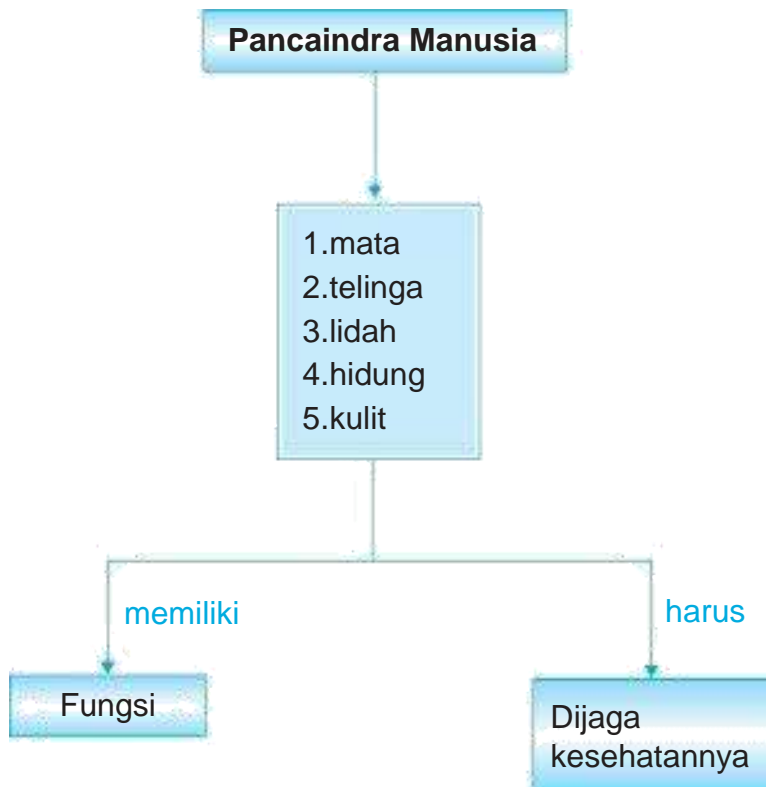 Pancaindra Manusia
1.mata
2.telinga
3.lidah
4.hidung
5.kulit
memiliki
harus
Fungsi
Dijaga
kesehatannya